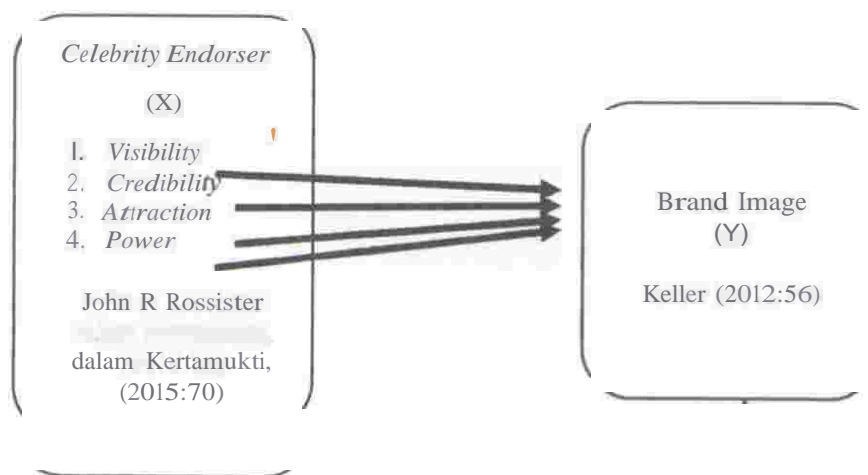 Celebrity Endorser
(X)
1. Visibility
2. Credibility
3. Attraction
4. Power
John R Rossister
dalam Kertamukti,
(2015:70)
Brand Image
(Y)
Keller (2012:56)